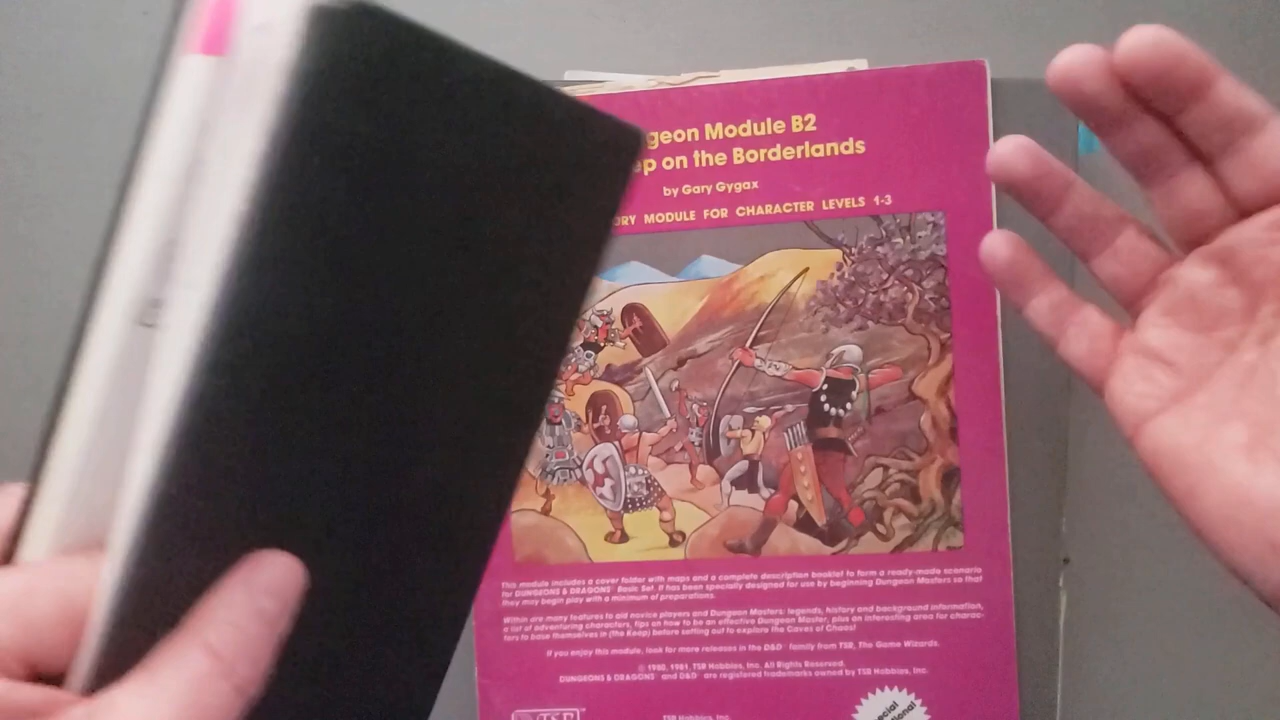 geon Module B2
ep on the Borderlands
by Gary Gygax
ORY MODULE FOR CHARACTER LEVELS 1-3
This module includes a cover folder with maps and a complete description booklet to form a ready-made scenario
for DUNGEONS & DRAGONS® Basic Set. It has been specially designed for use by beginning Dungeon Masters so that
they may begin play with a minimum of preparations.
Within are many features to aid novice players and Dungeon Masters: legends, history and background information,
a list of adventuring characters, tips on how to be an effective Dungeon Master, plus an interesting area for charac-
ters to base themselves in (the Keep) before setting out to explore the Caves of Chaos!
If you enjoy this module, look for more releases in the D&D® family from TSR, The Game Wizards.
© 1980, 1981, TSR Hobbies, Inc. All Rights Reserved.
DUNGEONS & DRAGONS® and D&D® are registered trademarks owned by TSR Hobbies, Inc.
TSR™
TSR Hobbies, Inc.
ecial
tional